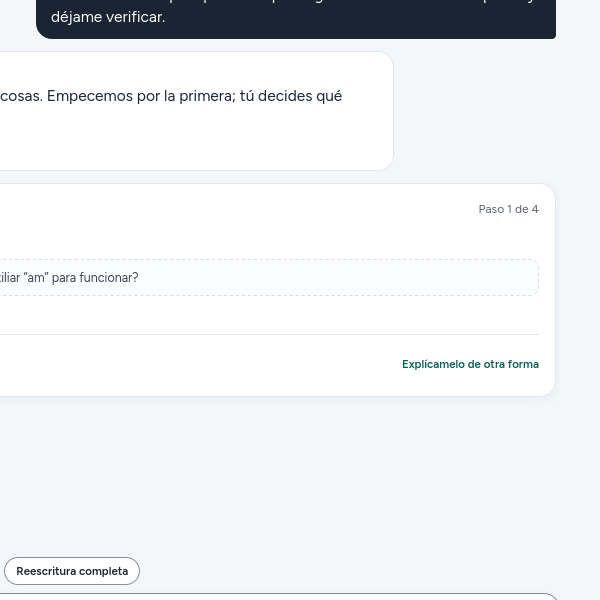 déjame verificar.
cosas. Empecemos por la primera; tú decides qué
Paso 1 de 4
“am” para funcionar?
Explícamelo de otra forma
Reescritura completa